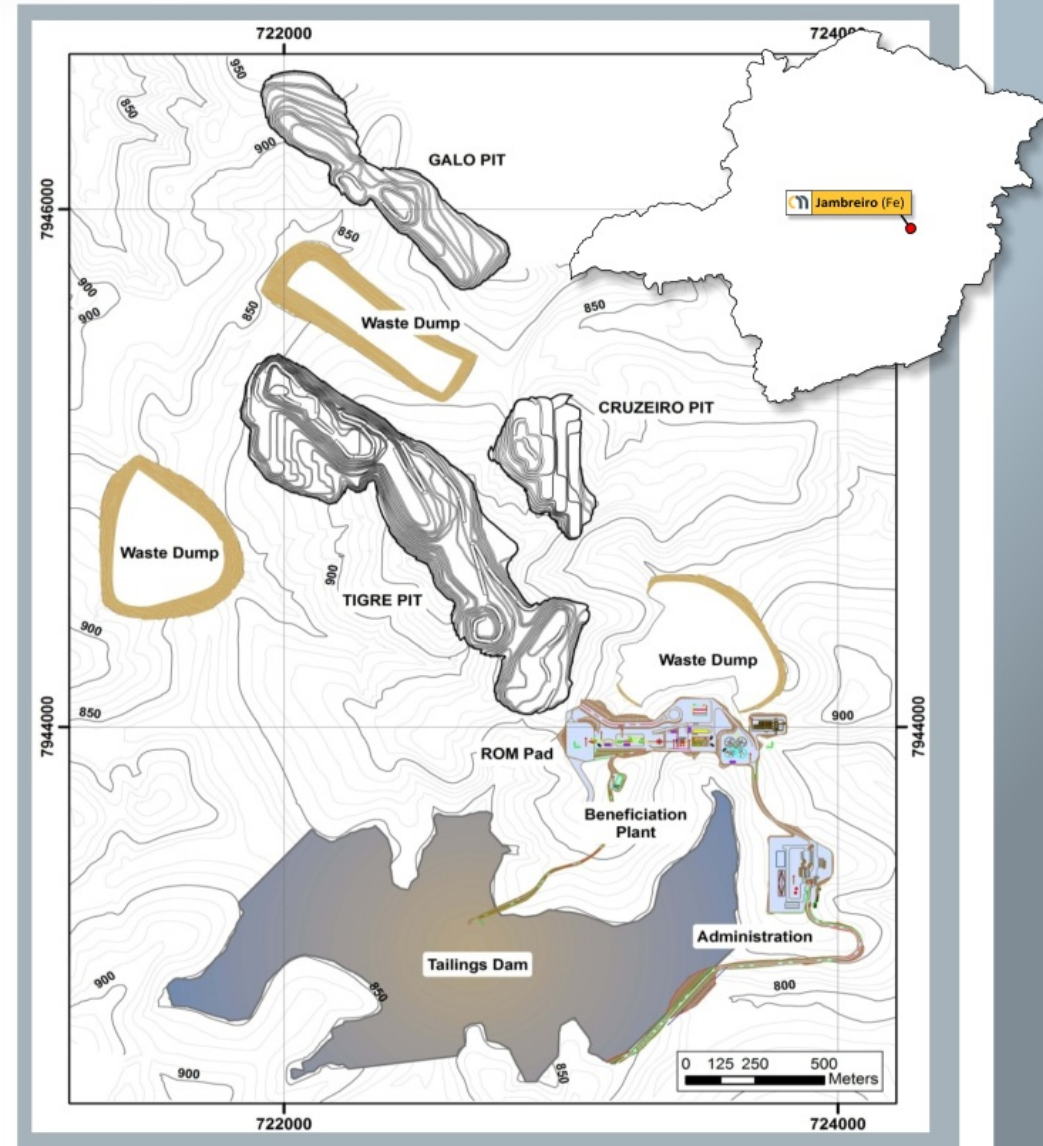 722000
724000
950
850
900
GALO PIT
Jambreiro (Fe)
7946000
850
900
900
850
850
Waste Dump
CRUZEIRO PIT
Waste Dump
900
TIGRE PIT
900
Waste Dump
850
900
7944000
7944000
ROM Pad
Beneficiation
Plant
Administration
Tailings Dam
900
850
800
900
850
0 125 250 500
Meters
722000
724000